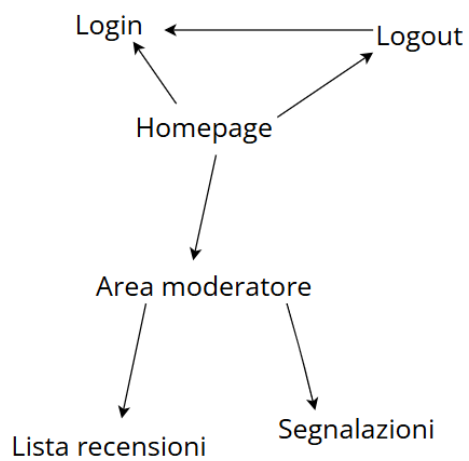 Login
Logout
Homepage
Area moderatore
Segnalazioni
Lista recensioni